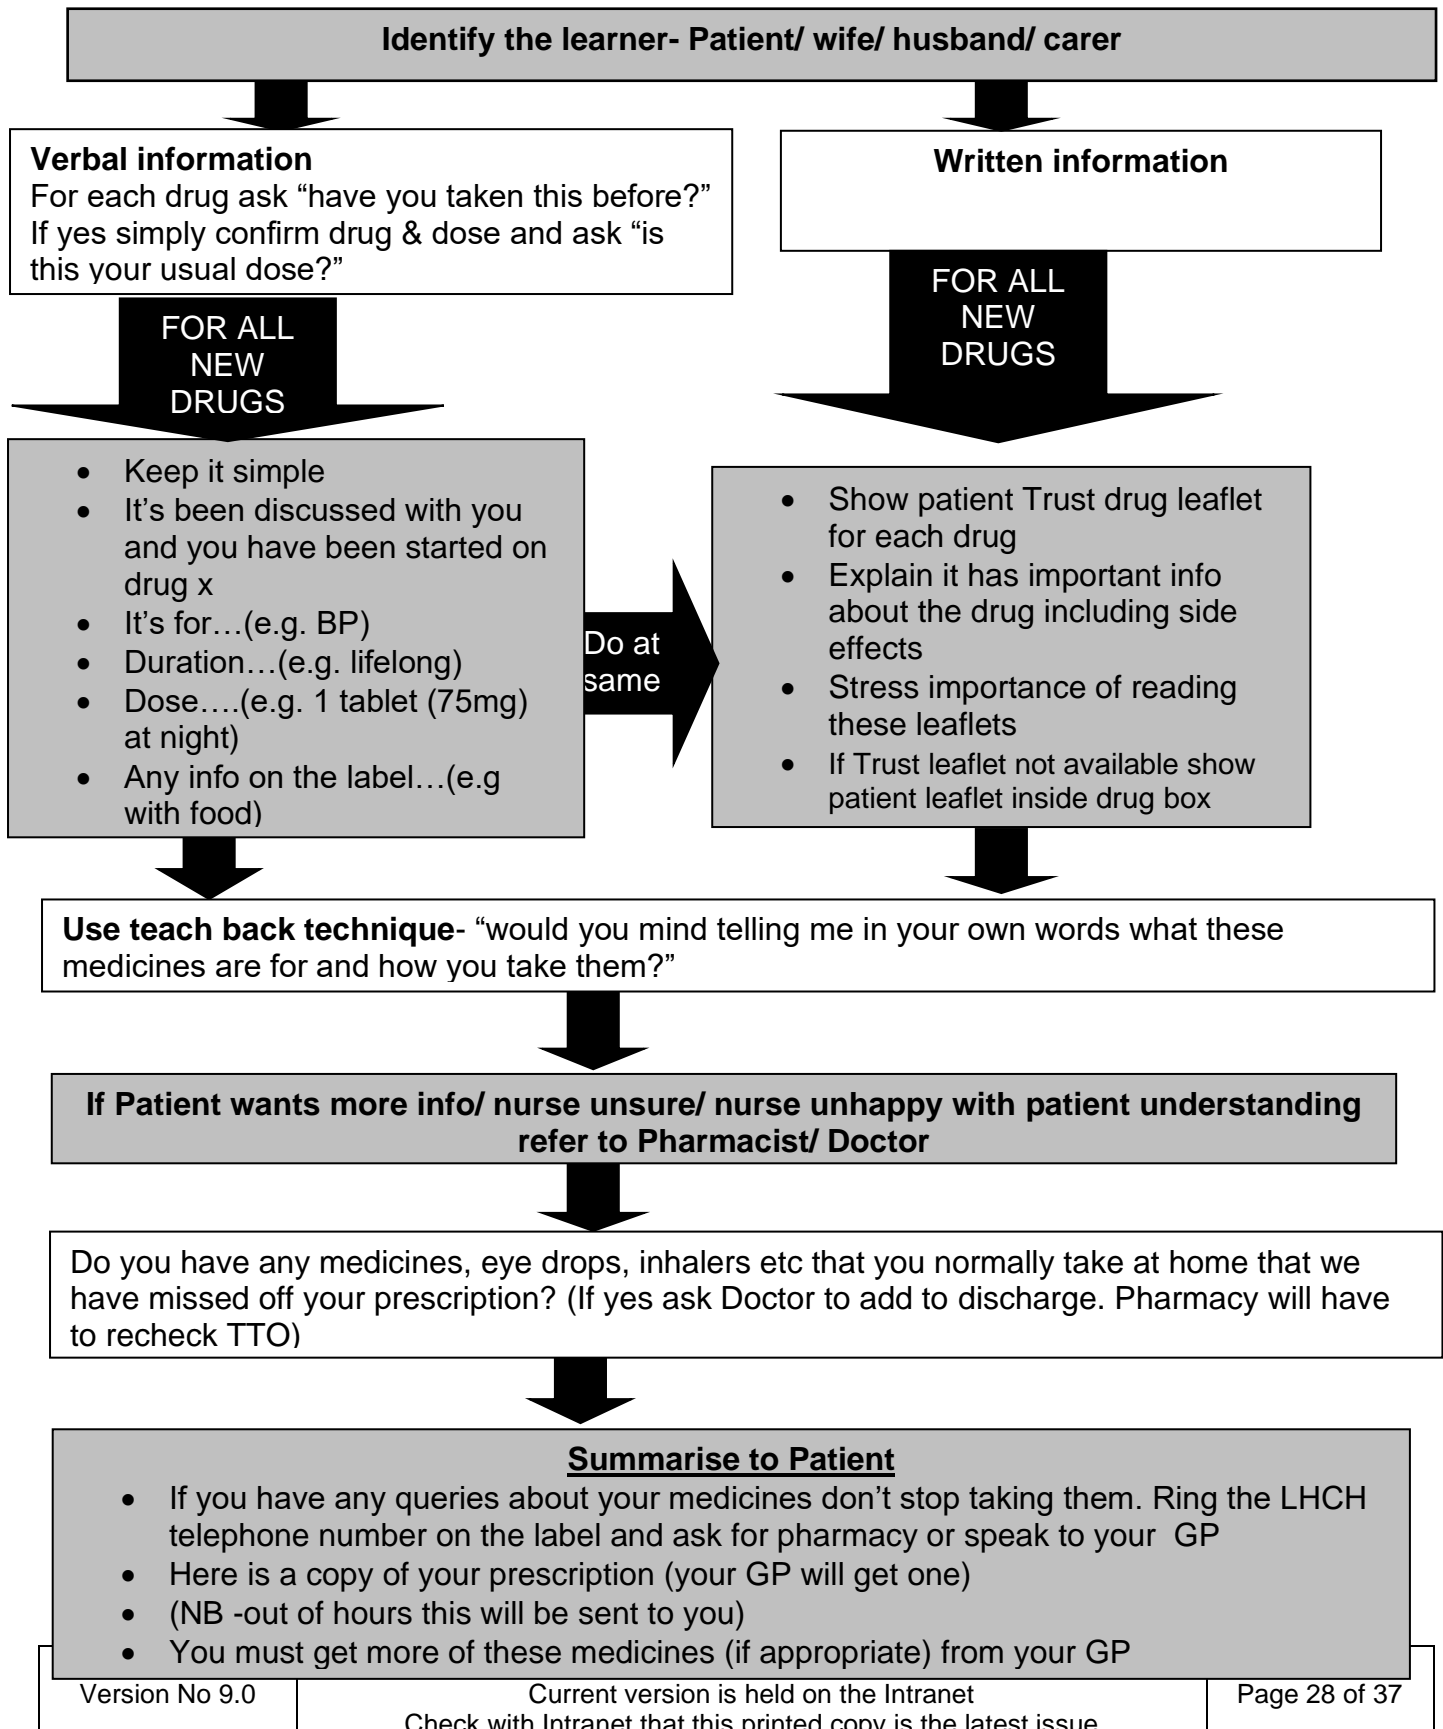 Identify the learner- Patient/ wife/ husband/ carer
Verbal information
For each drug ask “have you taken this before?”
If yes simply confirm drug & dose and ask “is
this your usual dose?”
Written information
FOR ALL
NEW
DRUGS
FOR ALL
NEW
DRUGS
• Keep it simple
• It’s been discussed with you
and you have been started on
drug x
• It’s for…(e.g. BP)
• Duration…(e.g. lifelong)
• Dose….(e.g. 1 tablet (75mg)
at night)
• Any info on the label…(e.g
with food)
Do at
same
• Show patient Trust drug leaflet
for each drug
• Explain it has important info
about the drug including side
effects
• Stress importance of reading
these leaflets
• If Trust leaflet not available show
patient leaflet inside drug box
Use teach back technique- “would you mind telling me in your own words what these
medicines are for and how you take them?”
If Patient wants more info/ nurse unsure/ nurse unhappy with patient understanding
refer to Pharmacist/ Doctor
Do you have any medicines, eye drops, inhalers etc that you normally take at home that we
have missed off your prescription? (If yes ask Doctor to add to discharge. Pharmacy will have
to recheck TTO)
Summarise to Patient
• If you have any queries about your medicines don’t stop taking them. Ring the LHCH
telephone number on the label and ask for pharmacy or speak to your GP
• Here is a copy of your prescription (your GP will get one)
• (NB -out of hours this will be sent to you)
• You must get more of these medicines (if appropriate) from your GP
Version No 9.0
Current version is held on the Intranet
Check with Intranet that this printed copy is the latest issue
Page 28 of 37